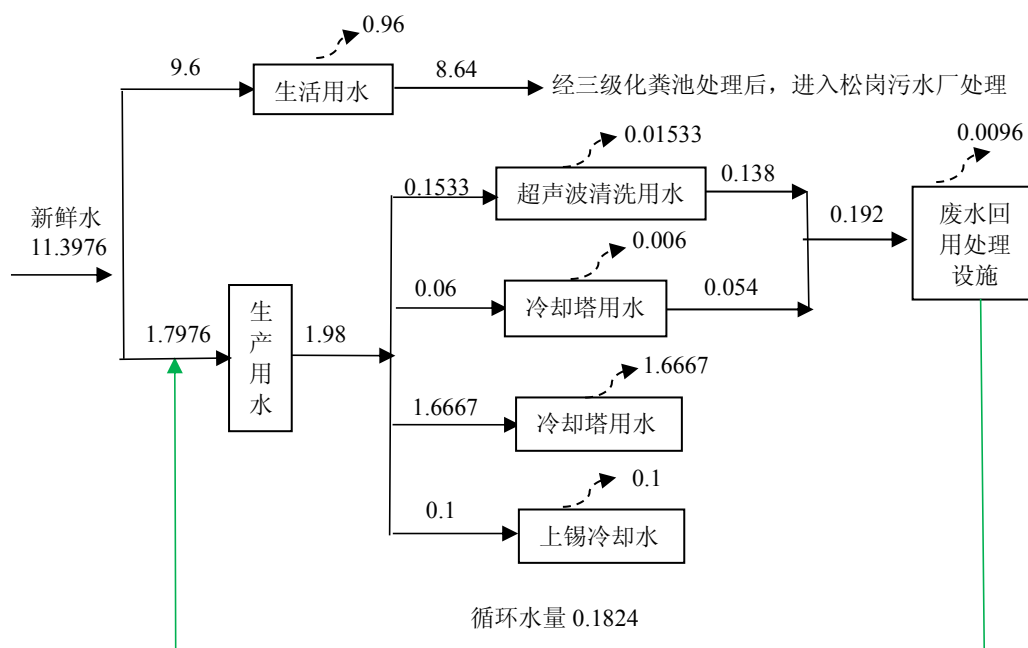 0.96
9.6
生活用水
8.64
经三级化粪池处理后，进入松岗污水厂处理
0.01533
0.0096
0.1533
超声波清洗用水
0.138
新鲜水
11.3976
0.192
废水回
用处理
设施
0.006
0.06
冷却塔用水
0.054
1.7976
生
产
用
水
1.98
1.6667
1.6667
冷却塔用水
0.1
0.1
上锡冷却水
循环水量 0.1824